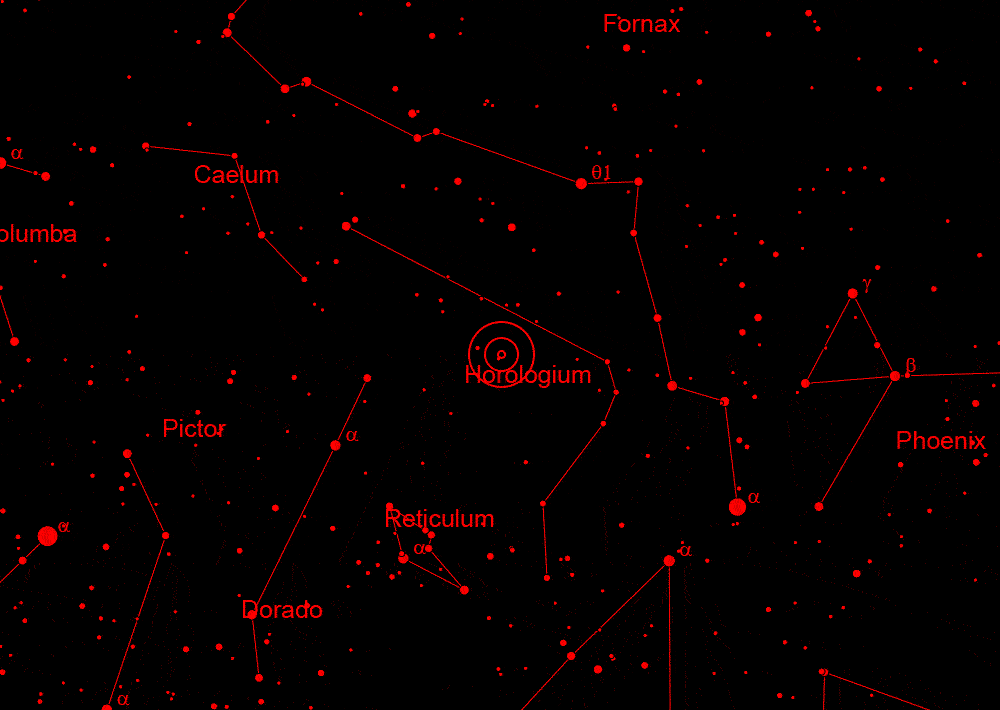 Fornax
α
Caelum
θ1
olumba
γ
Horologium
β
Pictor
α
Phoenix
α
Reticulum
α
α
α
Dorado
α